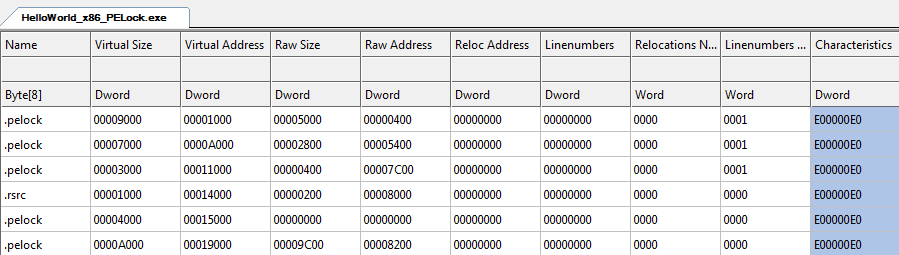 HelloWorld_x86_PELock.exe
Name Virtual Size Virtual Address Raw Size Raw Address Reloc Address Linenumbers Relocations N... Linenumbers ... Characteristics
Byte[8] Dword Dword Dword Dword Dword Dword Word Word Dword
.pelock 00009000 00001000 00005000 00000400 00000000 00000000 0000 0001 E00000E0
.pelock 00007000 0000A000 00002800 00005400 00000000 00000000 0000 0001 E00000E0
.pelock 00003000 00011000 00000400 00007C00 00000000 00000000 0000 0001 E00000E0
.rsrc 00001000 00014000 00000200 00008000 00000000 00000000 0000 0000 E00000E0
.pelock 00004000 00015000 00000000 00000000 00000000 00000000 0000 0000 E00000E0
.pelock 0000A000 00019000 00009C00 00008200 00000000 00000000 0000 0000 E00000E0